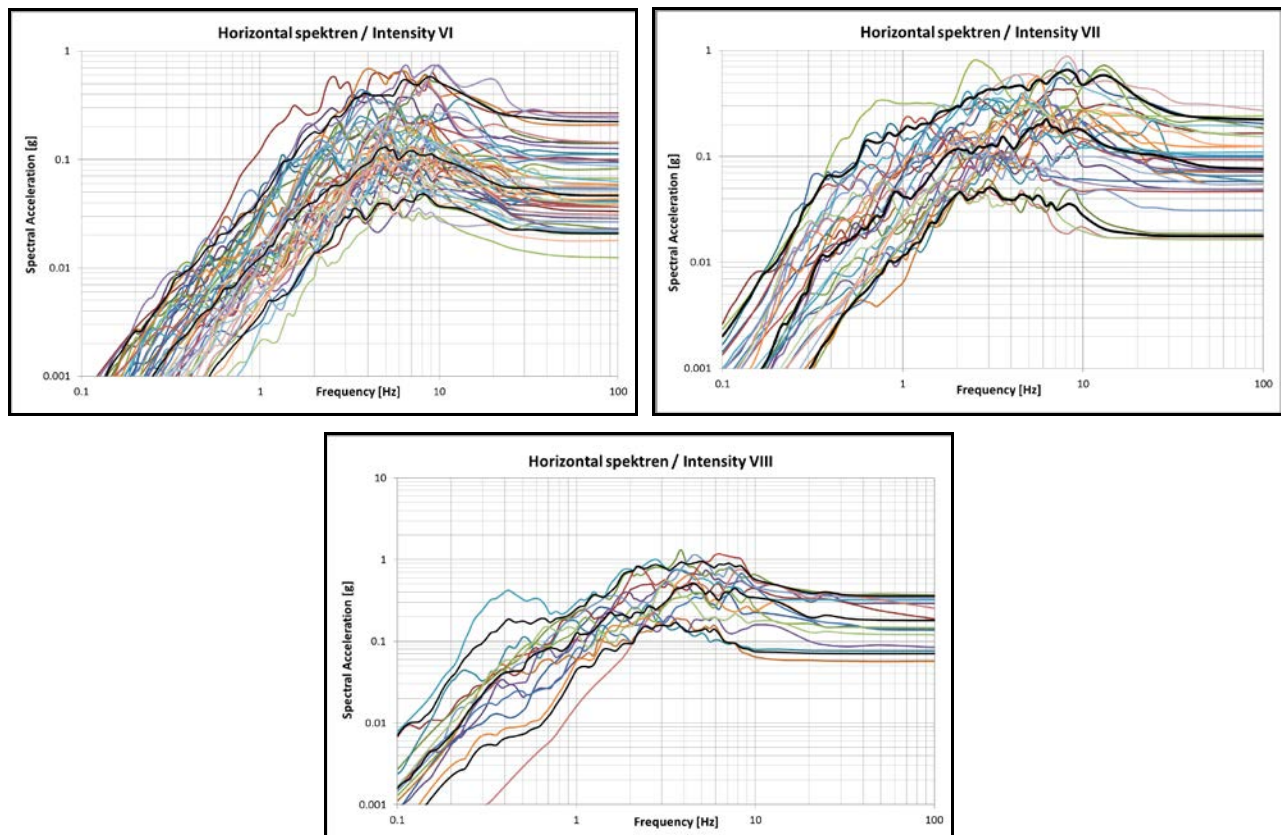 Horizontal spektren / Intensity VI
1
0.1
0.01
0.001
Spectral Acceleration [g]
0.1
1
10
100
Frequency [Hz]
Horizontal spektren / Intensity VII
1
0.1
0.01
0.001
Spectral Acceleration [g]
0.1
1
10
100
Frequency [Hz]
Horizontal spektren / Intensity VIII
10
1
0.1
0.01
0.001
Spectral Acceleration [g]
0.1
1
10
100
Frequency [Hz]